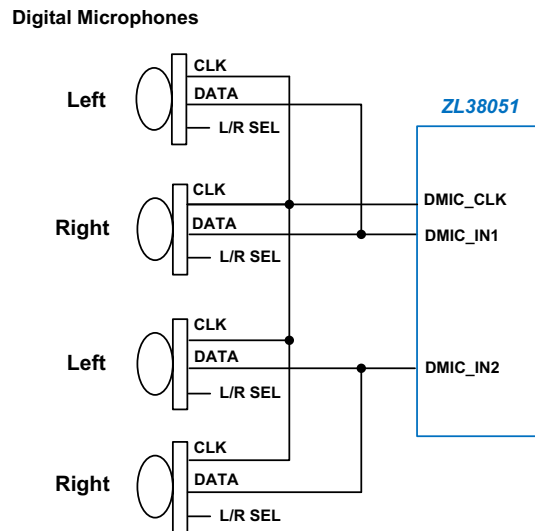 Digital Microphones
CLK
Left
DATA
L/R SEL
ZL38051
CLK
DMIC_CLK
Right
DATA
DMIC_IN1
L/R SEL
CLK
Left
DATA
DMIC_IN2
L/R SEL
CLK
Right
DATA
L/R SEL